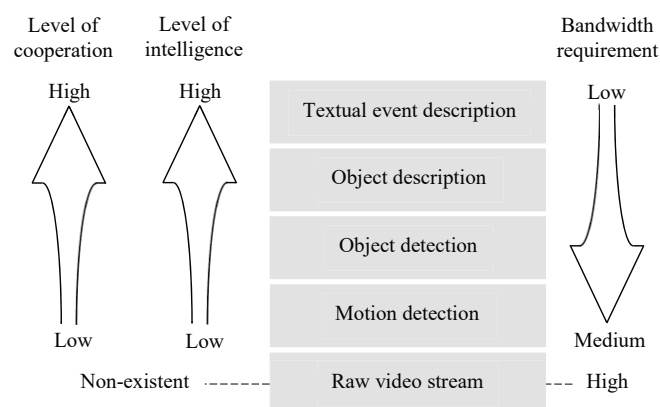 Level of
cooperation
Level of
intelligence
Bandwidth
requirement
High
High
Low
Textual event description
Object description
Object detection
Motion detection
Low
Low
Medium
Non-existent
Raw video stream
High